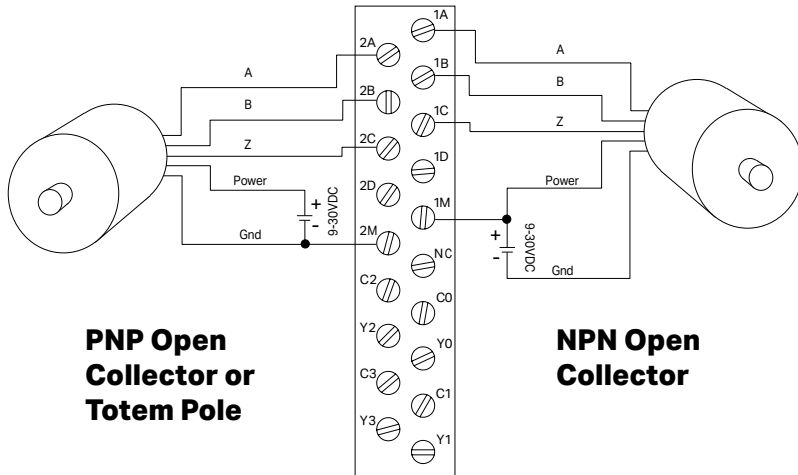 1A
2A
A
A
1B
2B
B
B
1C
2C
Z
Z
1D
2D
Power
Power
1M
+
-
9-30VDC
+
-
9-30VDC
2M
Gnd
Gnd
NC
C2
C0
Y2
Y0
C3
C1
Y3
Y1
PNP Open
Collector or
Totem Pole
NPN Open
Collector